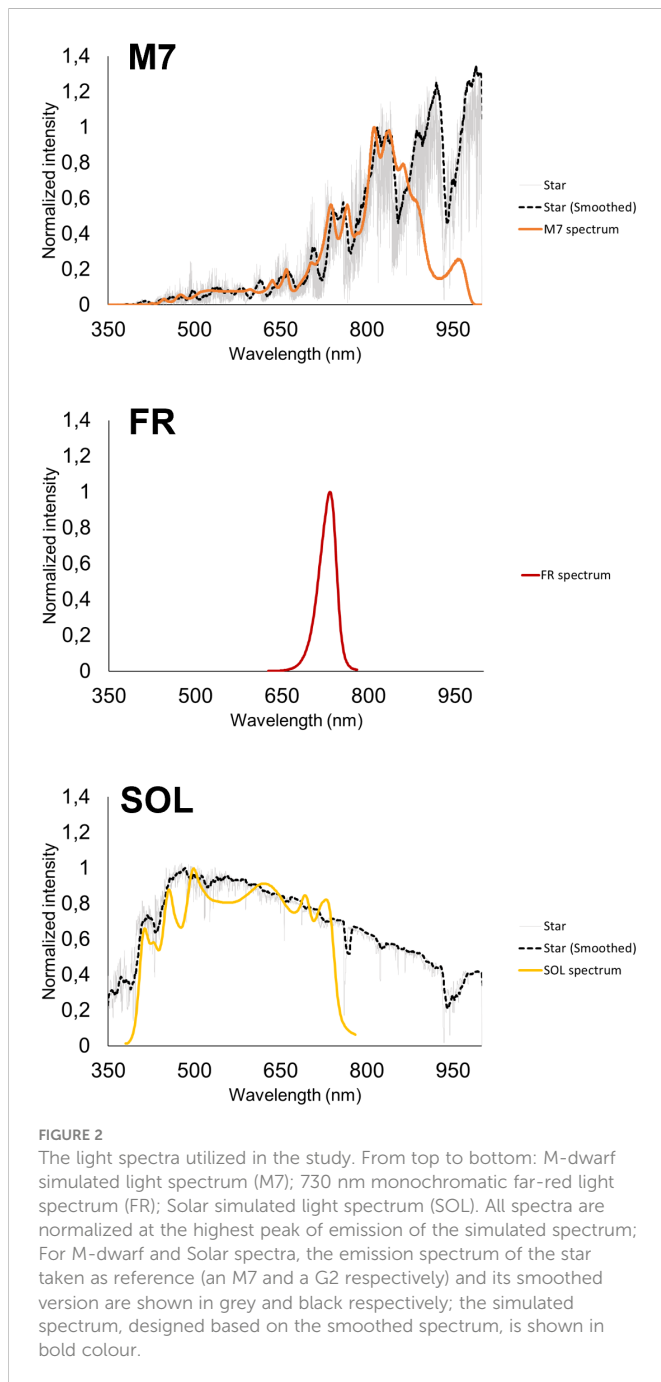 M7
1,4
1,2
1
0,8
0,6
0,4
0,2
0
Normalized intensity
350 500 650 800 950
Wavelength (nm)
Star
Star (Smoothed)
M7 spectrum
FR
1,4
1,2
1
0,8
0,6
0,4
0,2
0
Normalized intensity
350 500 650 800 950
Wavelength (nm)
FR spectrum
SOL
1,4
1,2
1
0,8
0,6
0,4
0,2
0
Normalized intensity
350 500 650 800 950
Wavelength (nm)
Star
Star (Smoothed)
SOL spectrum
FIGURE 2
The light spectra utilized in the study. From top to bottom: M-dwarf
simulated light spectrum (M7); 730 nm monochromatic far-red light
spectrum (FR); Solar simulated light spectrum (SOL). All spectra are
normalized at the highest peak of emission of the simulated spectrum;
For M-dwarf and Solar spectra, the emission spectrum of the star
taken as reference (an M7 and a G2 respectively) and its smoothed
version are shown in grey and black respectively; the simulated
spectrum, designed based on the smoothed spectrum, is shown in
bold colour.